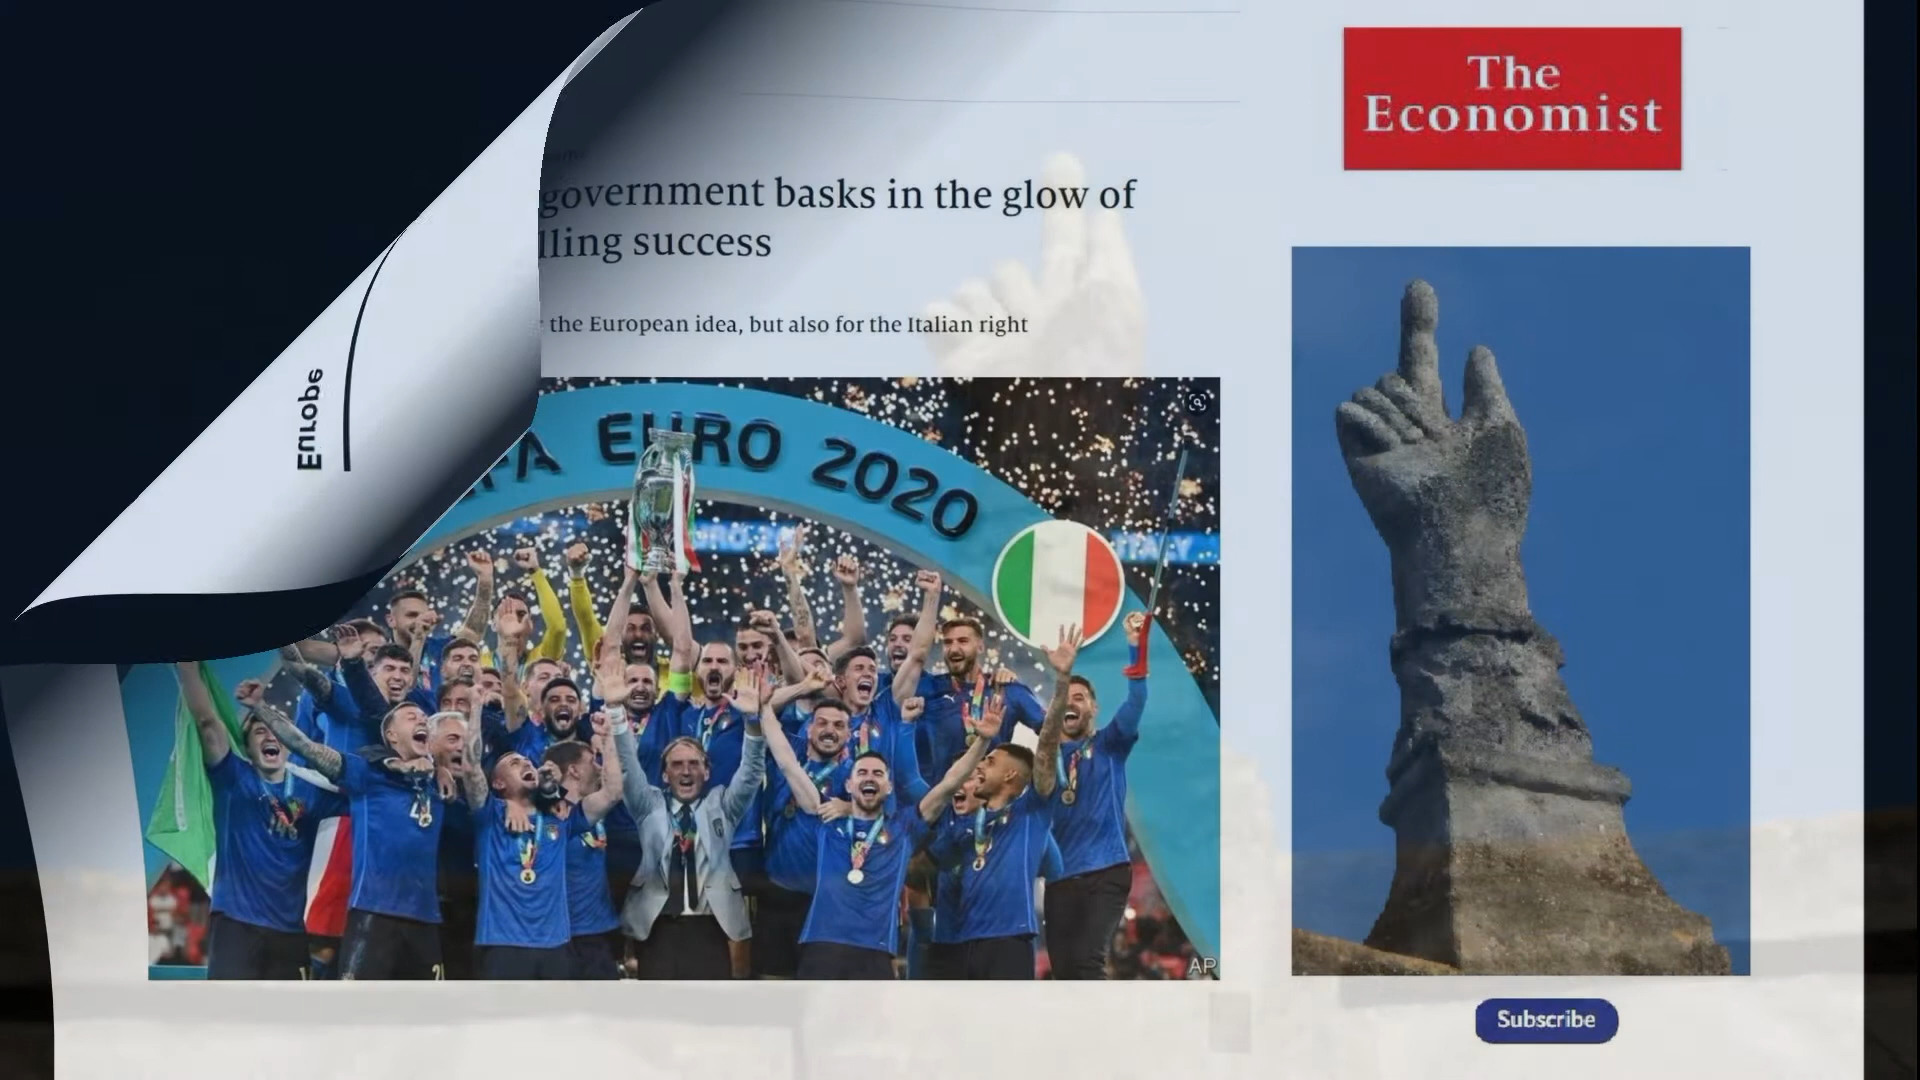 The
Economist
government basks in the glow of
lling success
the European idea, but also for the Italian right
Europe
EURO 2020
ITALY
AP
Subscribe